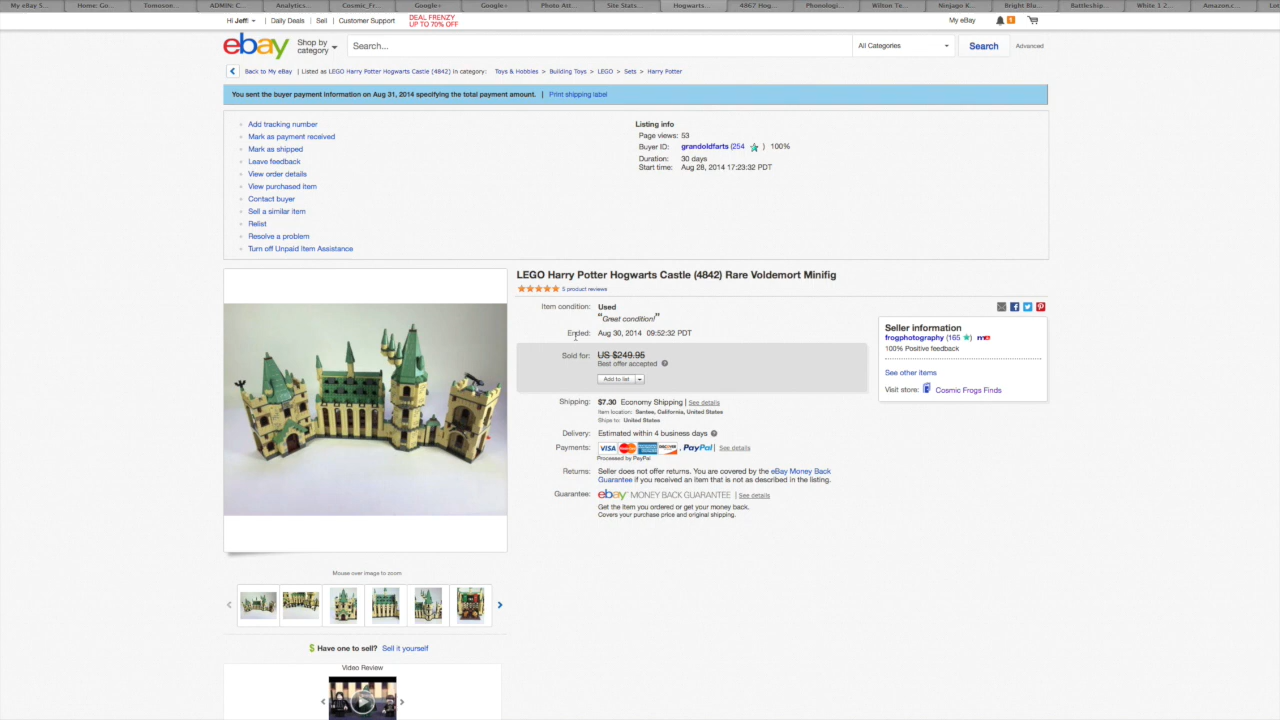 My eBay S...
Home: Go...
Tomoson...
ADMIN: C...
Analytics...
Cosmic_Fr...
Google+
Google+
Photo Att...
Site Stats...
Hogwarts...
4867 Hog...
Phonologi...
Wilton Te...
Ninjago K...
Bright Blu...
Battleship...
White 1 2...
Amazon.c...
Lot
Hi Jeff!
Daily Deals
Sell
Customer Support
DEAL FRENZY
UP TO 70% OFF
My eBay
1
ebay
Shop by
category
Search...
All Categories
Search
Advanced
Back to My eBay | Listed as LEGO Harry Potter Hogwarts Castle (4842) in category: Toys & Hobbies > Building Toys > LEGO > Sets > Harry Potter
You sent the buyer payment information on Aug 31, 2014 specifying the total payment amount. | Print shipping label
Add tracking number
Mark as payment received
Mark as shipped
Leave feedback
View order details
View purchased item
Contact buyer
Sell a similar item
Relist
Resolve a problem
Turn off Unpaid Item Assistance
Listing info
Page views: 53
Buyer ID: grandoldfarts (254 ) 100%
Duration: 30 days
Start time: Aug 28, 2014 17:23:32 PDT
LEGO Harry Potter Hogwarts Castle (4842) Rare Voldemort Minifig
5 product reviews
Item condition: Used
"Great condition!"
Ended: Aug 30, 2014 09:52:32 PDT
Sold for: US $249.95
Best offer accepted
Add to list
Shipping: $7.30 Economy Shipping | See details
Item location: Santee, California, United States
Ships to: United States
Delivery: Estimated within 4 business days
Payments: VISA MasterCard DISCOVER , PayPal | See details
Processed by PayPal
Returns: Seller does not offer returns. You are covered by the eBay Money Back
Guarantee if you received an item that is not as described in the listing.
Guarantee: ebay MONEY BACK GUARANTEE | See details
Get the item you ordered or get your money back.
Covers your purchase price and original shipping.
Seller information
frogphotography (165 ) me
100% Positive feedback
See other items
Visit store: Cosmic Frogs Finds
Mouse over image to zoom
$ Have one to sell? Sell it yourself
Video Review